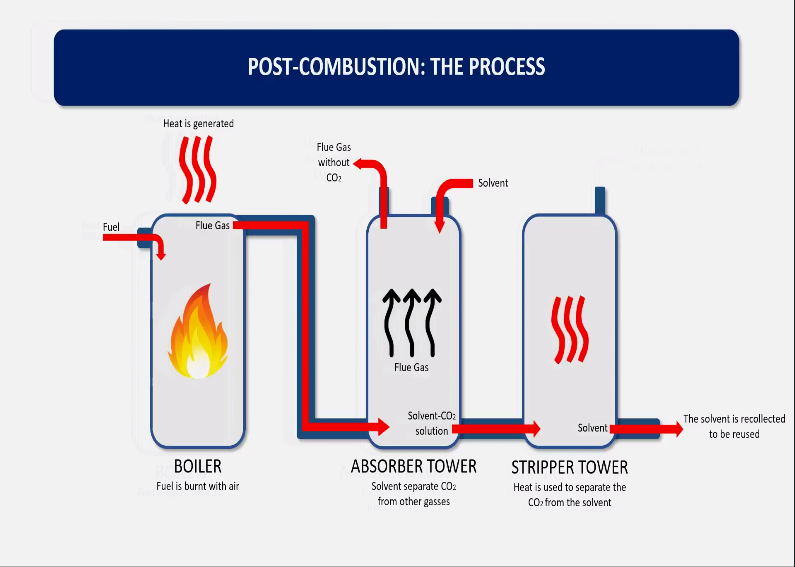 POST-COMBUSTION: THE PROCESS
Heat is generated
Flue Gas
without
CO₂
Solvent
Fuel
Flue Gas
Flue Gas
Solvent-CO₂
solution
Solvent
The solvent is recollected
to be reused
BOILER
Fuel is burnt with air
ABSORBER TOWER
Solvent separate CO₂
from other gasses
STRIPPER TOWER
Heat is used to separate the
CO₂ from the solvent